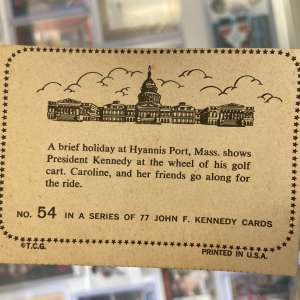 A brief holiday at Hyannis Port, Mass. shows
President Kennedy at the wheel of his golf
cart. Caroline, and her friends go along for
the ride.
NO. 54 IN A SERIES OF 77 JOHN F. KENNEDY CARDS
©T.C.G. PRINTED IN U.S.A.